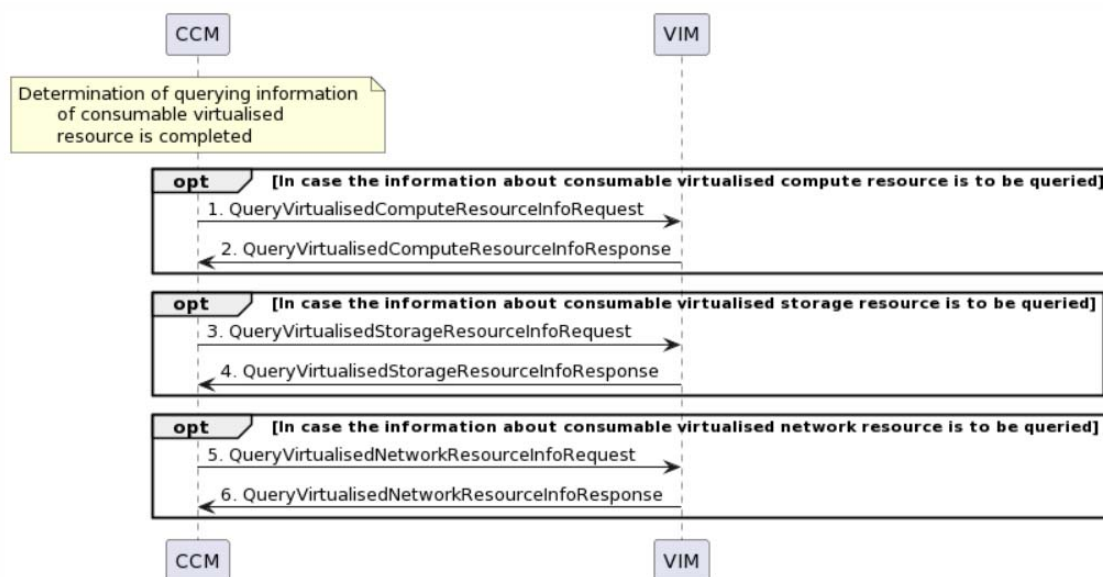 CCM VIM
Determination of querying information
of consumable virtualised
resource is completed
opt [In case the information about consumable virtualised compute resource is to be queried]
1. QueryVirtualisedComputeResourceInfoRequest
2. QueryVirtualisedComputeResourceInfoResponse
opt [In case the information about consumable virtualised storage resource is to be queried]
3. QueryVirtualisedStorageResourceInfoRequest
4. QueryVirtualisedStorageResourceInfoResponse
opt [In case the information about consumable virtualised network resource is to be queried]
5. QueryVirtualisedNetworkResourceInfoRequest
6. QueryVirtualisedNetworkResourceInfoResponse
CCM VIM